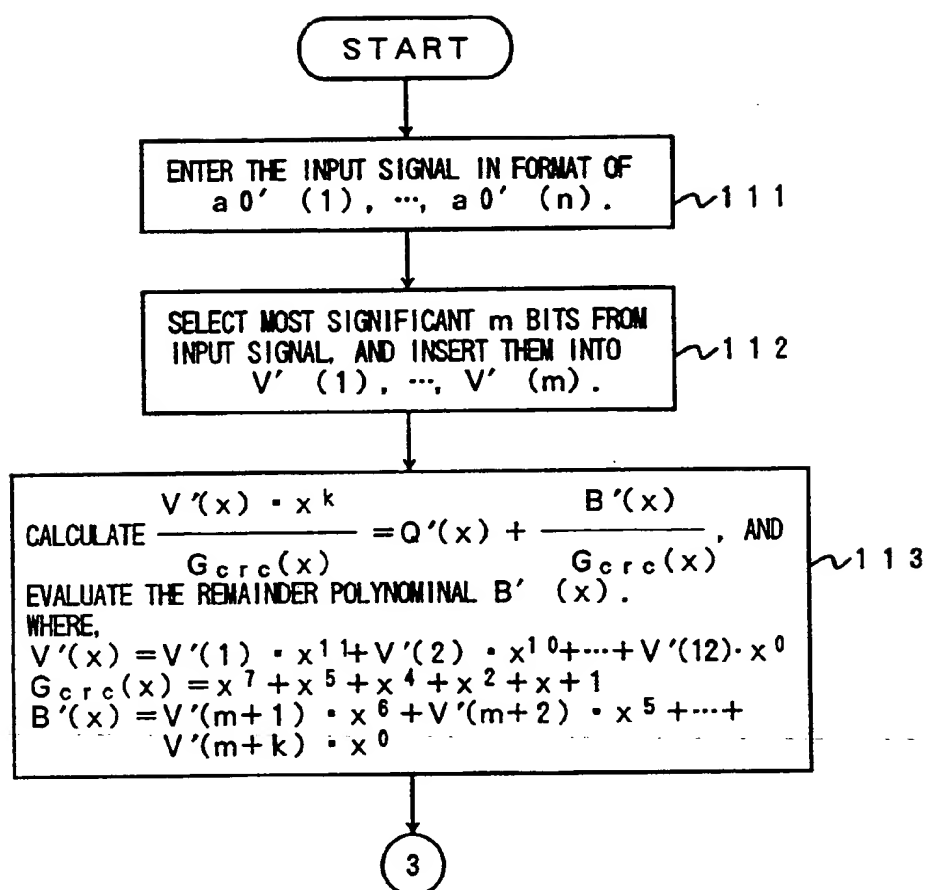 START
ENTER THE INPUT SIGNAL IN FORMAT OF
a0′ (1), ···, a0′ (n).
111
SELECT MOST SIGNIFICANT m BITS FROM
INPUT SIGNAL, AND INSERT THEM INTO
V′ (1), ···, V′ (m).
112
CALCULATE V′(x)·x^k / Gcrc(x) = Q′(x) + B′(x) / Gcrc(x), AND
EVALUATE THE REMAINDER POLYNOMINAL B′ (x).
WHERE,
V′(x) = V′(1)·x^11 + V′(2)·x^10 + ··· + V′(12)·x^0
Gcrc(x) = x^7 + x^5 + x^4 + x^2 + x + 1
B′(x) = V′(m+1)·x^6 + V′(m+2)·x^5 + ··· +
V′(m+k)·x^0
113
3